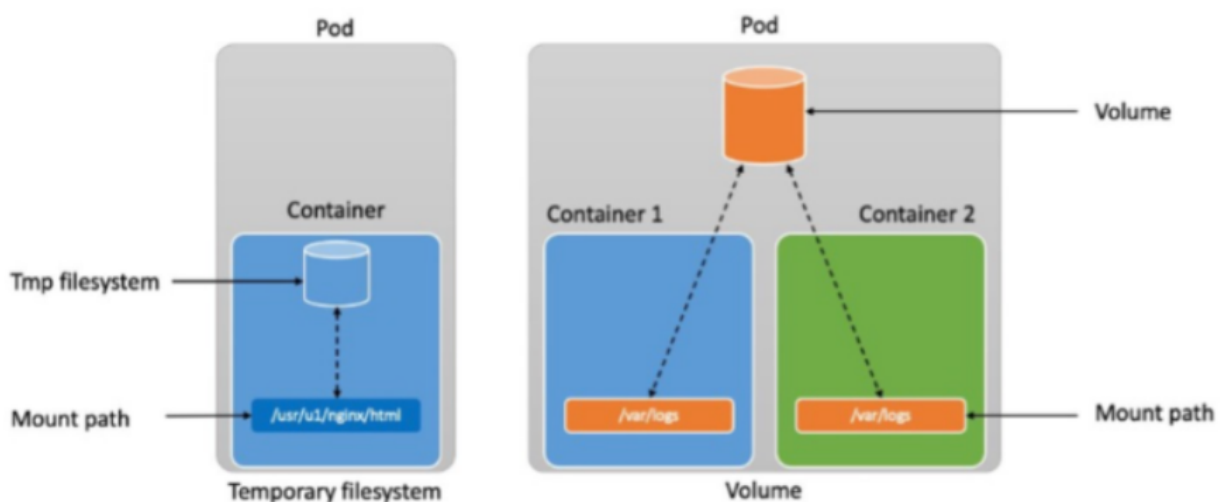 Pod
Container
Tmp filesystem
Mount path
/usr/u1/nginx/html
Temporary filesystem
Pod
Volume
Container 1
Container 2
/var/logs
/var/logs
Mount path
Volume